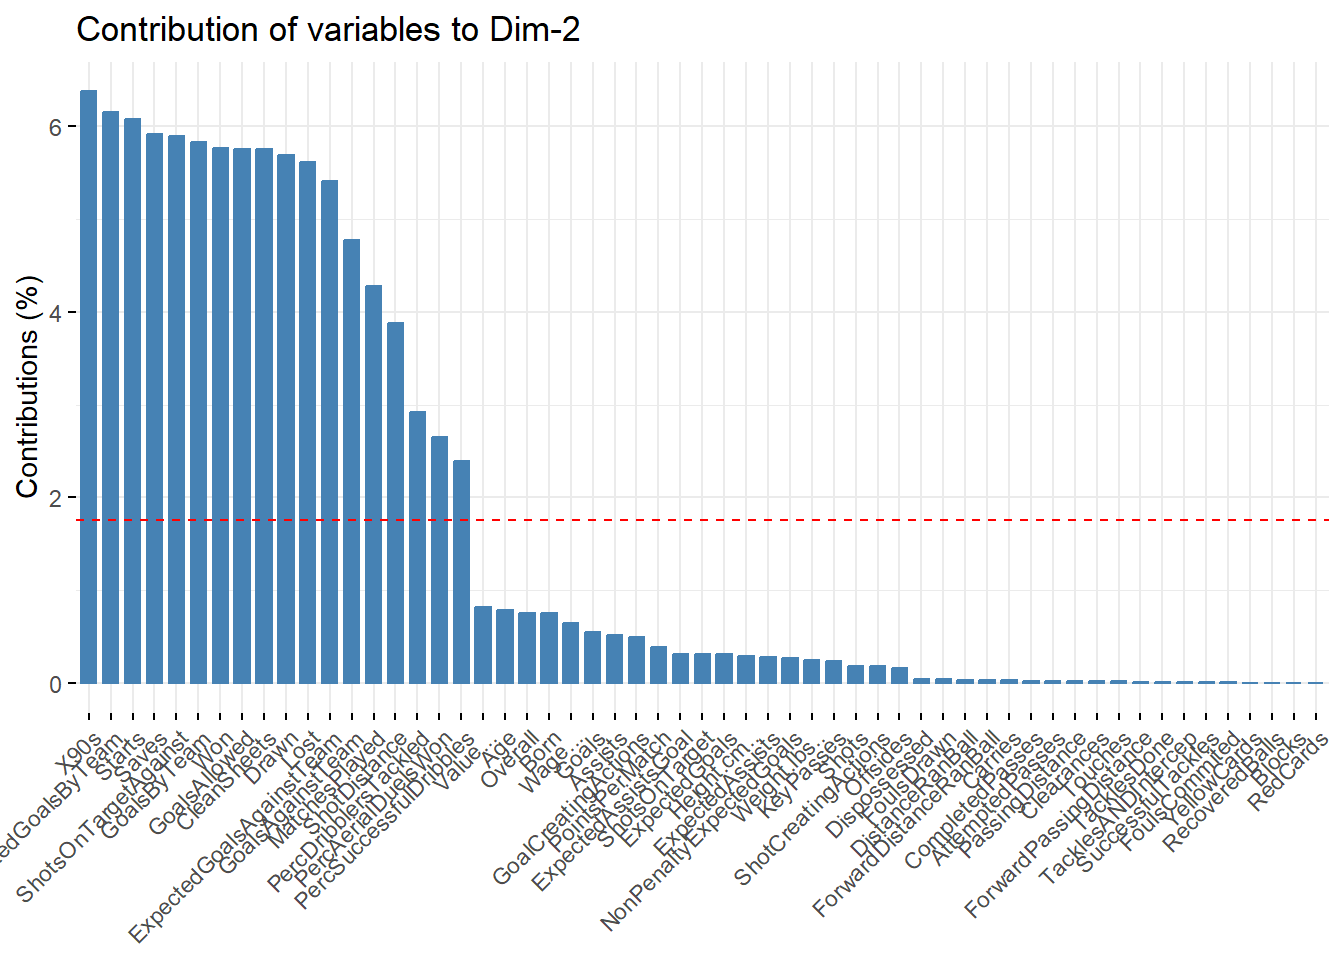 Contribution of variables to Dim-2
Contributions (%)
6
4
2
0
X90s
edGoalsByTeam
Starts
Saves
ShotsOnTargetAgainst
GoalsByTeam
Won
GoalsAllowed
CleanSheets
Drawn
Lost
ExpectedGoalsAgainstTeam
GoalsAgainstTeam
MatchesPlayed
ShotDistance
PercDribblersTackled
PercAerialDuelsWon
PercSuccessfulDribbles
Value
Age
Overall
Born
Wage
Goals
Assists
GoalCreatingActions
PointsPerMatch
ExpectedAssistsGoal
ShotsOnTarget
ExpectedGoals
Height.cm.
ExpectedAssists
NonPenaltyExpectedGoals
Weight.lbs.
KeyPasses
Shots
ShotCreatingActions
Offsides
Dispossessed
FoulsDrawn
DistanceRanBall
ForwardDistanceRanBall
Carries
CompletedPasses
AttemptedPasses
PassingDistance
Clearances
Touches
ForwardPassingDistance
TacklesDone
TacklesANDIntercep
SuccessfulTackles
FoulsCommitted
YellowCards
RecoveredBalls
Blocks
RedCards